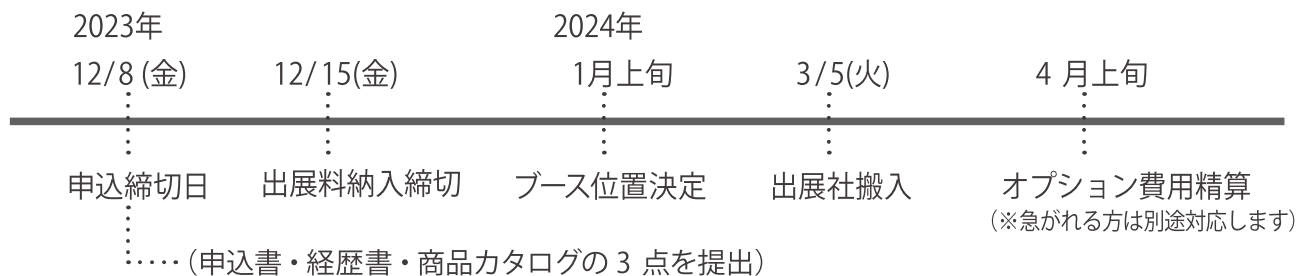 2023年
2024年
12/8 (金)
12/15(金)
1月上旬
3/5(火)
4 月上旬
申込締切日
出展料納入締切
ブース位置決定
出展社搬入
オプション費用精算
（※急がれる方は別途対応します）
（申込書・経歴書・商品カタログの 3 点を提出）